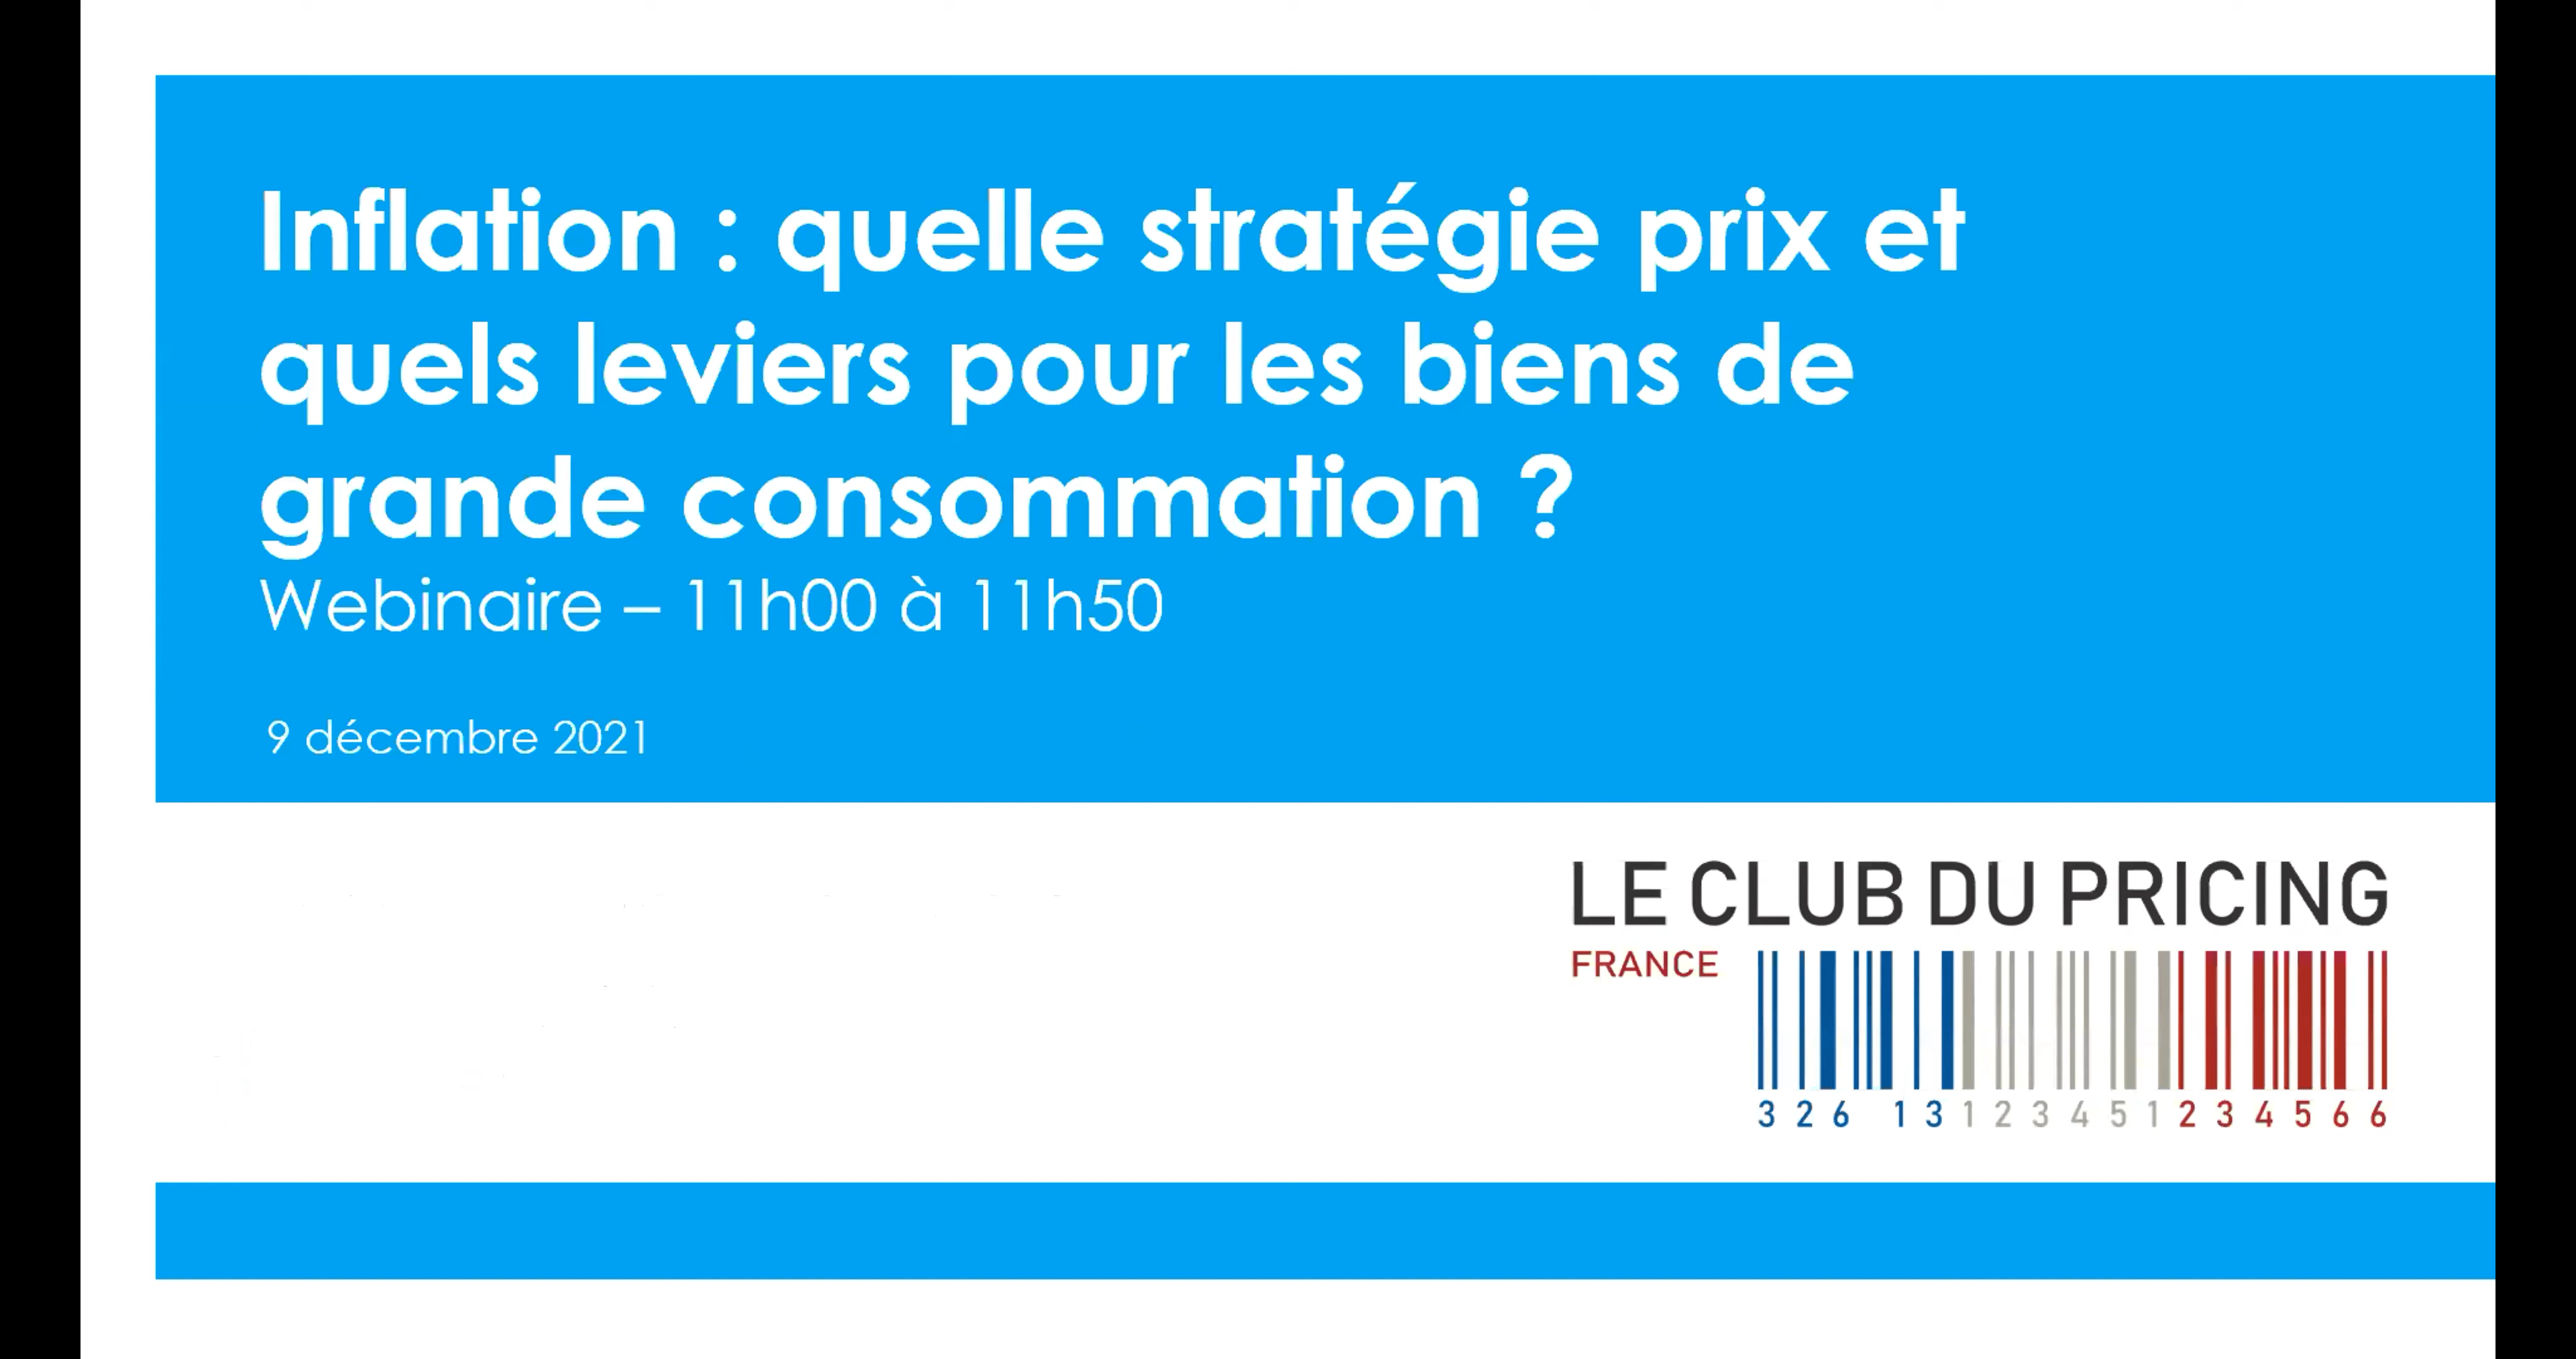 Inflation : quelle stratégie prix et
quels leviers pour les biens de
grande consommation ?
Webinaire – 11h00 à 11h50
9 décembre 2021
LE CLUB DU PRICING
FRANCE
3 2 6 1 3 1 2 3 4 5 1 2 3 4 5 6 6